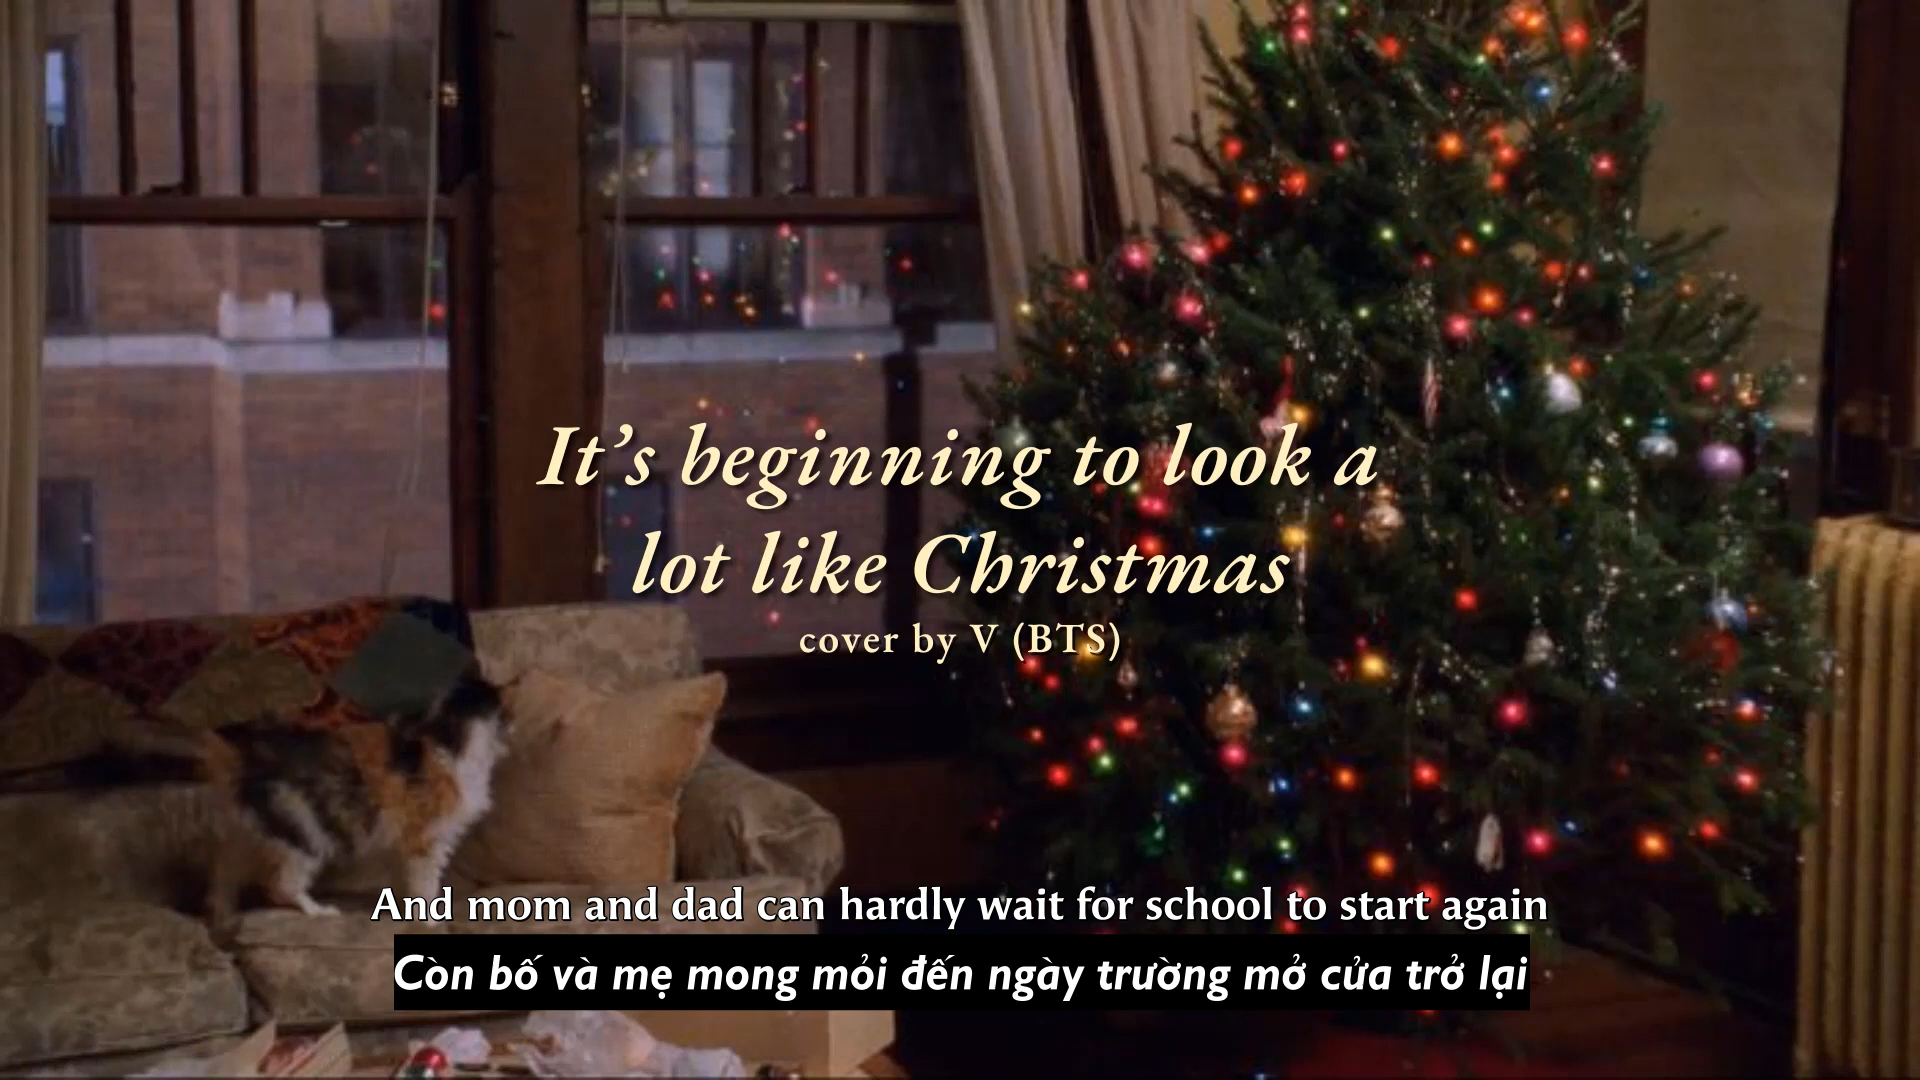 It's beginning to look a
lot like Christmas
cover by V (BTS)
And mom and dad can hardly wait for school to start again
Còn bố và mẹ mong mỏi đến ngày trường mở cửa trở lại